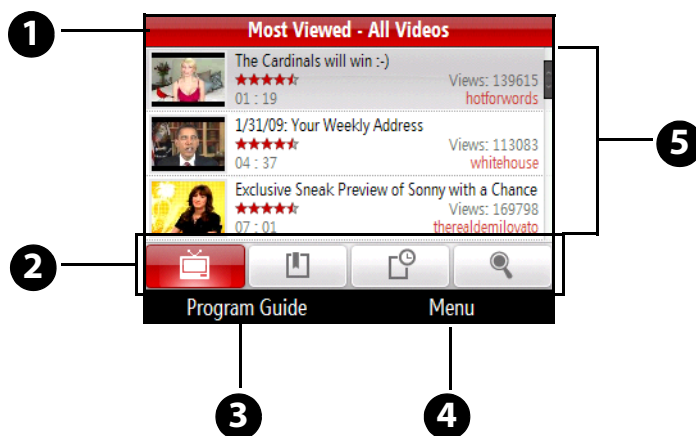 1
Most Viewed - All Videos
The Cardinals will win :-)
Views: 139615
01 : 19
hotforwords
1/31/09: Your Weekly Address
Views: 113083
04 : 37
whitehouse
5
Exclusive Sneak Preview of Sonny with a Chance
Views: 169798
07 : 01
therealdemilovato
2
Program Guide
Menu
3
4